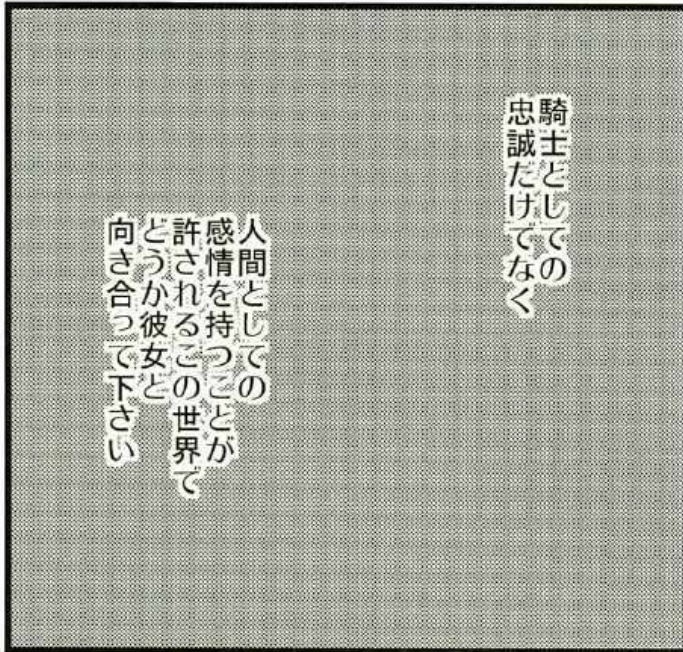 騎士としての
忠誠だけでなく
人間としての
感情を持つことが
許されるこの世界で
どうか彼女と
向き合って下さい